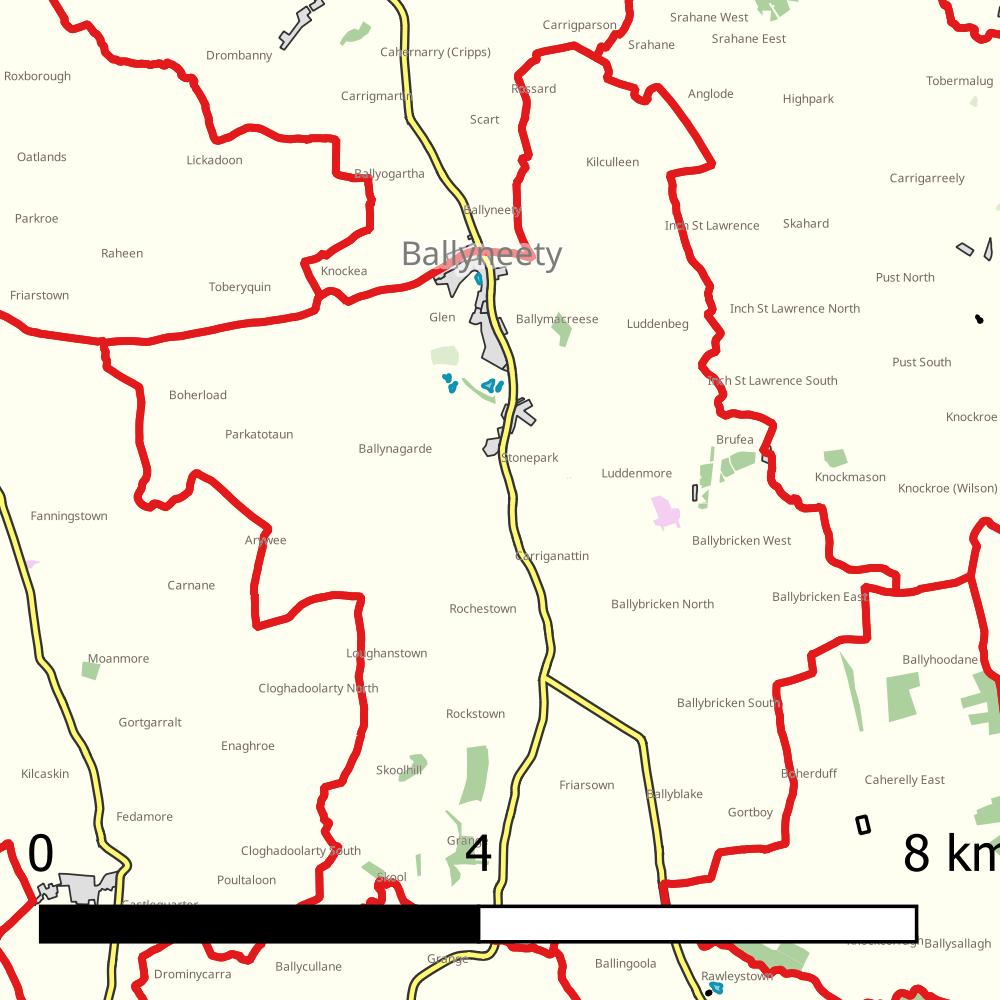 Srahane West
Carrigparson
Srahane Eest
Srahane
Cahernarry (Cripps)
Drombanny
Roxborough
Tobermalug
Rossard
Anglode
Carrigmartin
Highpark
Scart
Oatlands
Lickadoon
Kilculleen
Ballyogartha
Carrigarreely
Ballyneety
Parkroe
Skahard
Inch St Lawrence
Raheen
Ballyneety
Knockea
Pust North
Toberyquin
Friarstown
Inch St Lawrence North
Glen
Ballymacreese
Luddenbeg
Pust South
Inch St Lawrence South
Boherload
Knockroe
Parkatotaun
Brufea
Ballynagarde
Stonepark
Luddenmore
Knockmason
Knockroe (Wilson)
Fanningstown
Anywee
Ballybricken West
Carriganattin
Carnane
Ballybricken East
Ballybricken North
Rochestown
Loughanstown
Moanmore
Ballyhoodane
Cloghadoolarty North
Ballybricken South
Rockstown
Gortgarralt
Enaghroe
Skoolhill
Kilcaskin
Boherduff
Caherelly East
Friarsown
Ballyblake
Gortboy
Fedamore
Grange
Cloghadoolarty South
0 4 8 km
Skool
Poultaloon
Castlequarter
Ballysallagh
Grange
Ballingoola
Ballycullane
Drominycarra
Rawleystown